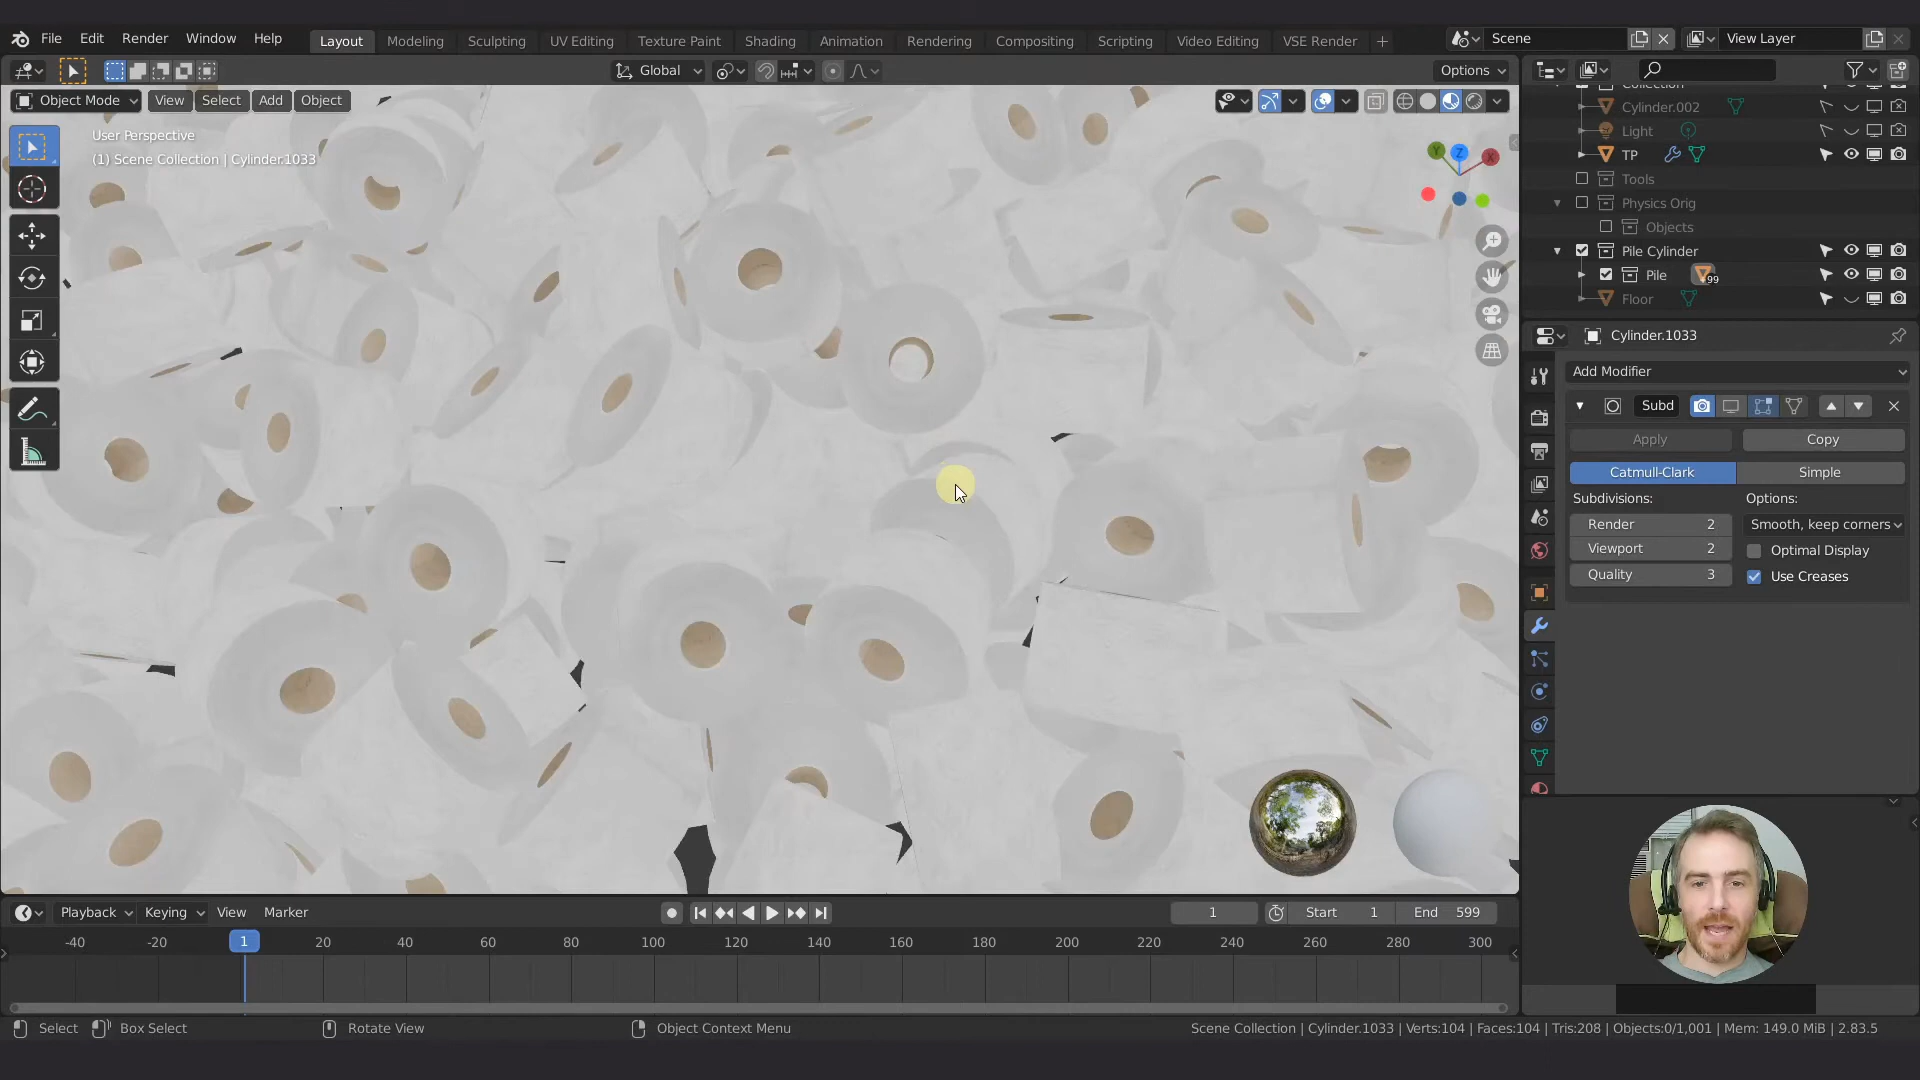 File Edit Render Window Help Layout Modeling Sculpting UV Editing Texture Paint Shading Animation Rendering Compositing Scripting Video Editing VSE Render + Scene View Layer
Global Options
Object Mode View Select Add Object
User Perspective
(1) Scene Collection | Cylinder.1033
Y Z X
Collection
Cylinder.002
Light
TP
Tools
Physics Orig
Objects
Pile Cylinder
Pile 99
Floor
Cylinder.1033
Add Modifier
Subd
Apply Copy
Catmull-Clark Simple
Subdivisions: Options:
Render 2 Smooth, keep corners
Viewport 2 Optimal Display
Quality 3 Use Creases
Playback Keying View Marker 1 Start 1 End 599
-40 -20 1 20 40 60 80 100 120 140 160 180 200 220 240 260 280 300
Select Box Select Rotate View Object Context Menu Scene Collection | Cylinder.1033 | Verts:104 | Faces:104 | Tris:208 | Objects:0/1,001 | Mem: 149.0 MiB | 2.83.5